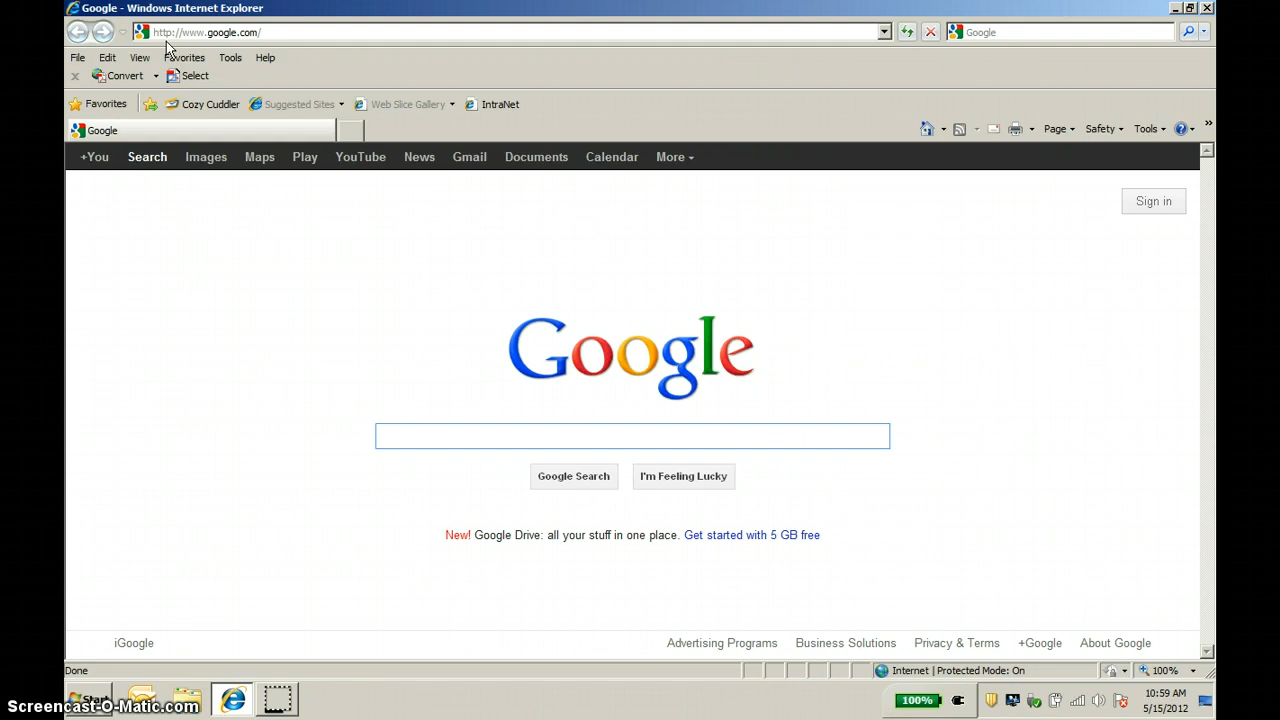 Google - Windows Internet Explorer
http://www.google.com/
Google
File Edit View Favorites Tools Help
Convert Select
Favorites Cozy Cuddler Suggested Sites Web Slice Gallery IntraNet
Google
Page Safety Tools »
+You Search Images Maps Play YouTube News Gmail Documents Calendar More
Sign in
Google
Google Search I'm Feeling Lucky
New! Google Drive: all your stuff in one place. Get started with 5 GB free
iGoogle Advertising Programs Business Solutions Privacy & Terms +Google About Google
Done Internet | Protected Mode: On 100%
Start 100% 10:59 AM
5/15/2012
Screencast-O-Matic.com